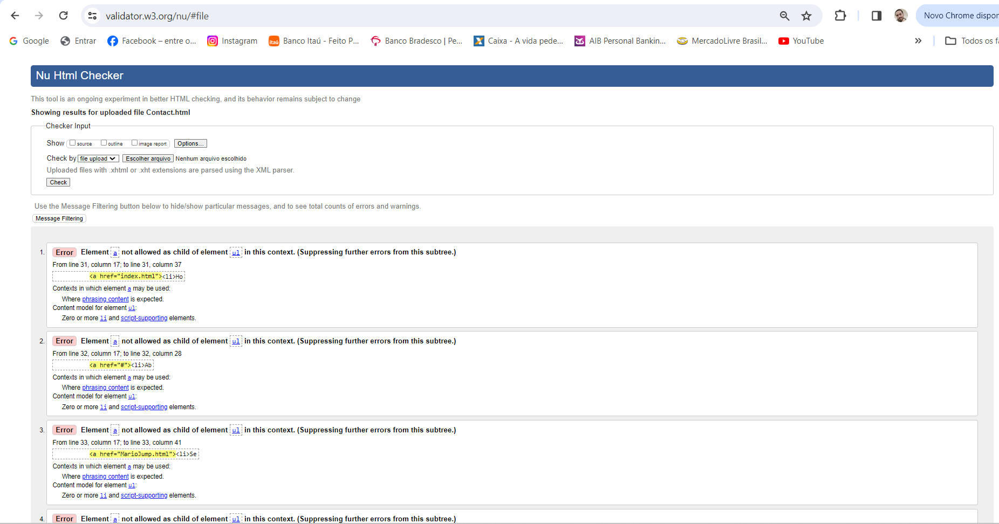 validator.w3.org/nu/#file
Novo Chrome dispor
Google Entrar Facebook – entre o... Instagram itaú Banco Itaú - Feito P... Banco Bradesco | Pe... Caixa - A vida pede... AIB Personal Bankin... MercadoLivre Brasil... YouTube » Todos os fa
Nu Html Checker
This tool is an ongoing experiment in better HTML checking, and its behavior remains subject to change
Showing results for uploaded file Contact.html
Checker Input
Show source outline image report Options...
Check by file upload Escolher arquivo Nenhum arquivo escolhido
Uploaded files with .xhtml or .xht extensions are parsed using the XML parser.
Check
Use the Message Filtering button below to hide/show particular messages, and to see total counts of errors and warnings.
Message Filtering
1. Error Element a not allowed as child of element ul in this context. (Suppressing further errors from this subtree.)
From line 31, column 17; to line 31, column 37
<a href="index.html"><li>Ho
Contexts in which element a may be used:
Where phrasing content is expected.
Content model for element ul:
Zero or more li and script-supporting elements.
2. Error Element a not allowed as child of element ul in this context. (Suppressing further errors from this subtree.)
From line 32, column 17; to line 32, column 28
<a href="#"><li>Ab
Contexts in which element a may be used:
Where phrasing content is expected.
Content model for element ul:
Zero or more li and script-supporting elements.
3. Error Element a not allowed as child of element ul in this context. (Suppressing further errors from this subtree.)
From line 33, column 17; to line 33, column 41
<a href="MarioJump.html"><li>Se
Contexts in which element a may be used:
Where phrasing content is expected.
Content model for element ul:
Zero or more li and script-supporting elements.
4. Error Element a not allowed as child of element ul in this context. (Suppressing further errors from this subtree.)